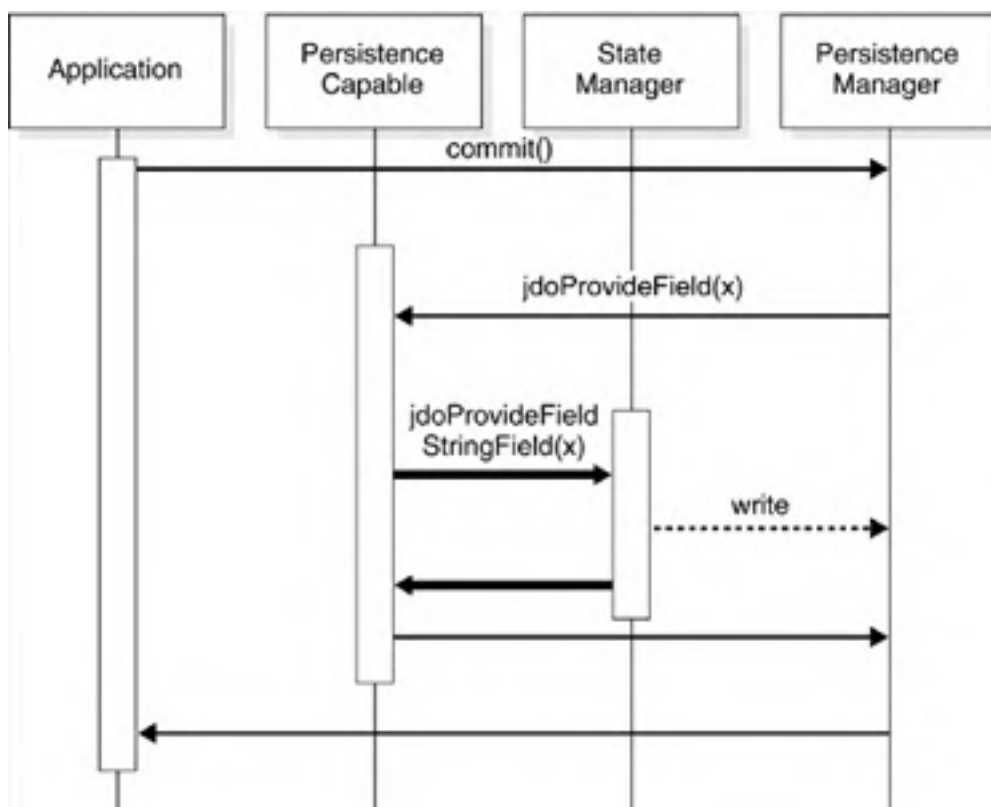 Application
Persistence
Capable
State
Manager
Persistence
Manager
commit()
jdoProvideField(x)
jdoProvideField
StringField(x)
write